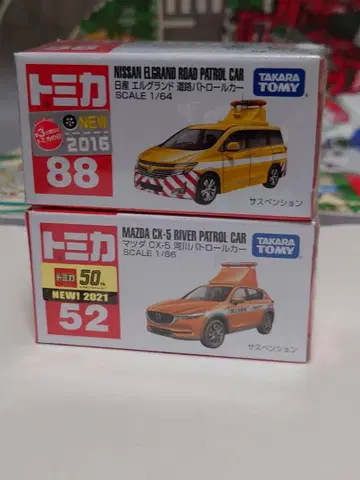 トミカ
NISSAN ELGRAND ROAD PATROL CAR
日産 エルグランド 道路パトロールカー
SCALE 1/64
TAKARA
TOMY
NEW
2016
88
サスペンション
トミカ
MAZDA CX-5 RIVER PATROL CAR
マツダ CX-5 河川パトロールカー
SCALE 1/66
TAKARA
TOMY
トミカ 50th
NEW! 2021
52
サスペンション